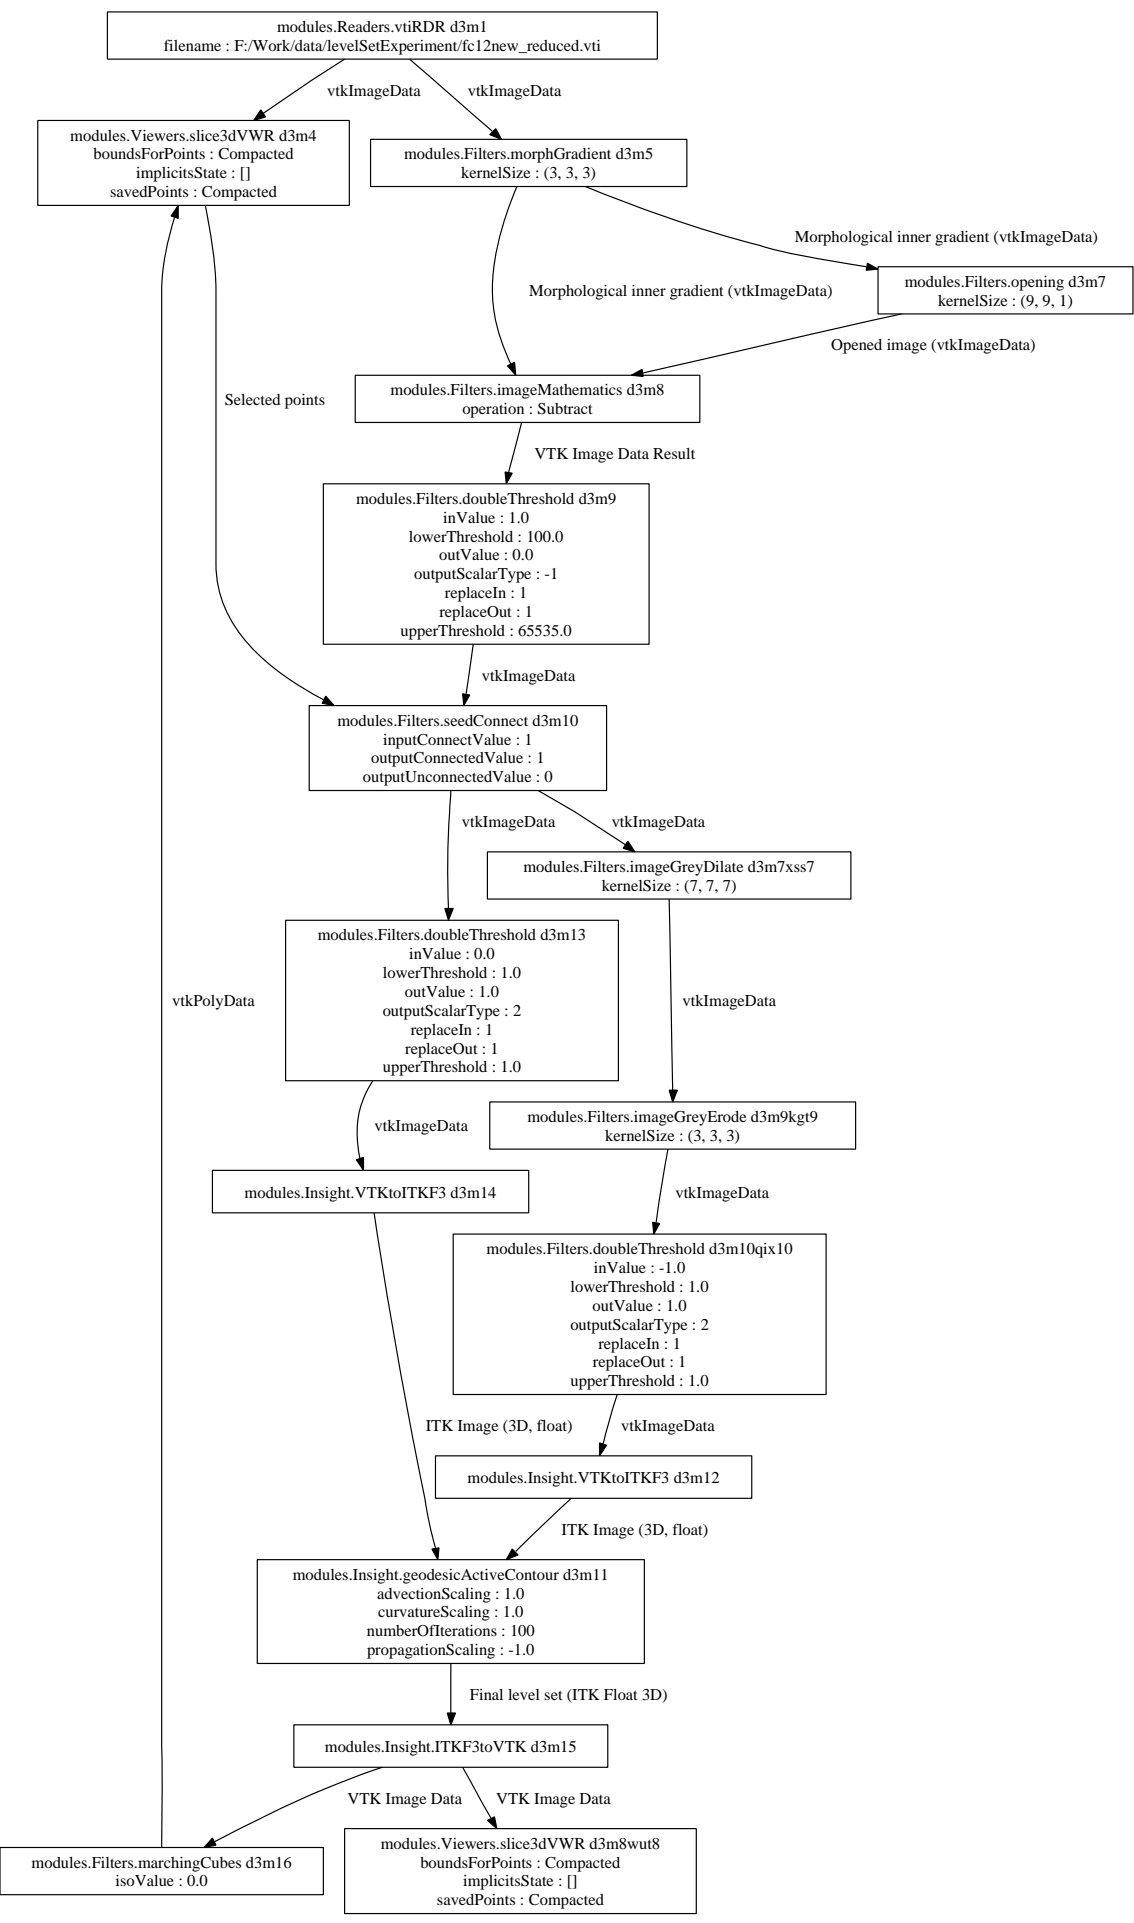 modules.Readers.vtiRDR d3m1
filename : F:/Work/data/levelSetExperiment/fc12new_reduced.vti
vtkImageData
vtkImageData
modules.Viewers.slice3dVWR d3m4
boundsForPoints : Compacted
implicitsState : []
savedPoints : Compacted
modules.Filters.morphGradient d3m5
kernelSize : (3, 3, 3)
Morphological inner gradient (vtkImageData)
modules.Filters.opening d3m7
kernelSize : (9, 9, 1)
Morphological inner gradient (vtkImageData)
Opened image (vtkImageData)
modules.Filters.imageMathematics d3m8
operation : Subtract
Selected points
VTK Image Data Result
modules.Filters.doubleThreshold d3m9
inValue : 1.0
lowerThreshold : 100.0
outValue : 0.0
outputScalarType : -1
replaceIn : 1
replaceOut : 1
upperThreshold : 65535.0
vtkImageData
modules.Filters.seedConnect d3m10
inputConnectValue : 1
outputConnectedValue : 1
outputUnconnectedValue : 0
vtkImageData
vtkImageData
modules.Filters.imageGreyDilate d3m7xss7
kernelSize : (7, 7, 7)
modules.Filters.doubleThreshold d3m13
inValue : 0.0
lowerThreshold : 1.0
outValue : 1.0
outputScalarType : 2
replaceIn : 1
replaceOut : 1
upperThreshold : 1.0
vtkPolyData
vtkImageData
modules.Filters.imageGreyErode d3m9kgt9
kernelSize : (3, 3, 3)
vtkImageData
modules.Insight.VTKtoITKF3 d3m14
vtkImageData
modules.Filters.doubleThreshold d3m10qix10
inValue : -1.0
lowerThreshold : 1.0
outValue : 1.0
outputScalarType : 2
replaceIn : 1
replaceOut : 1
upperThreshold : 1.0
ITK Image (3D, float)
vtkImageData
modules.Insight.VTKtoITKF3 d3m12
ITK Image (3D, float)
modules.Insight.geodesicActiveContour d3m11
advectionScaling : 1.0
curvatureScaling : 1.0
numberOfIterations : 100
propagationScaling : -1.0
Final level set (ITK Float 3D)
modules.Insight.ITKF3toVTK d3m15
VTK Image Data
VTK Image Data
modules.Filters.marchingCubes d3m16
isoValue : 0.0
modules.Viewers.slice3dVWR d3m8wut8
boundsForPoints : Compacted
implicitsState : []
savedPoints : Compacted